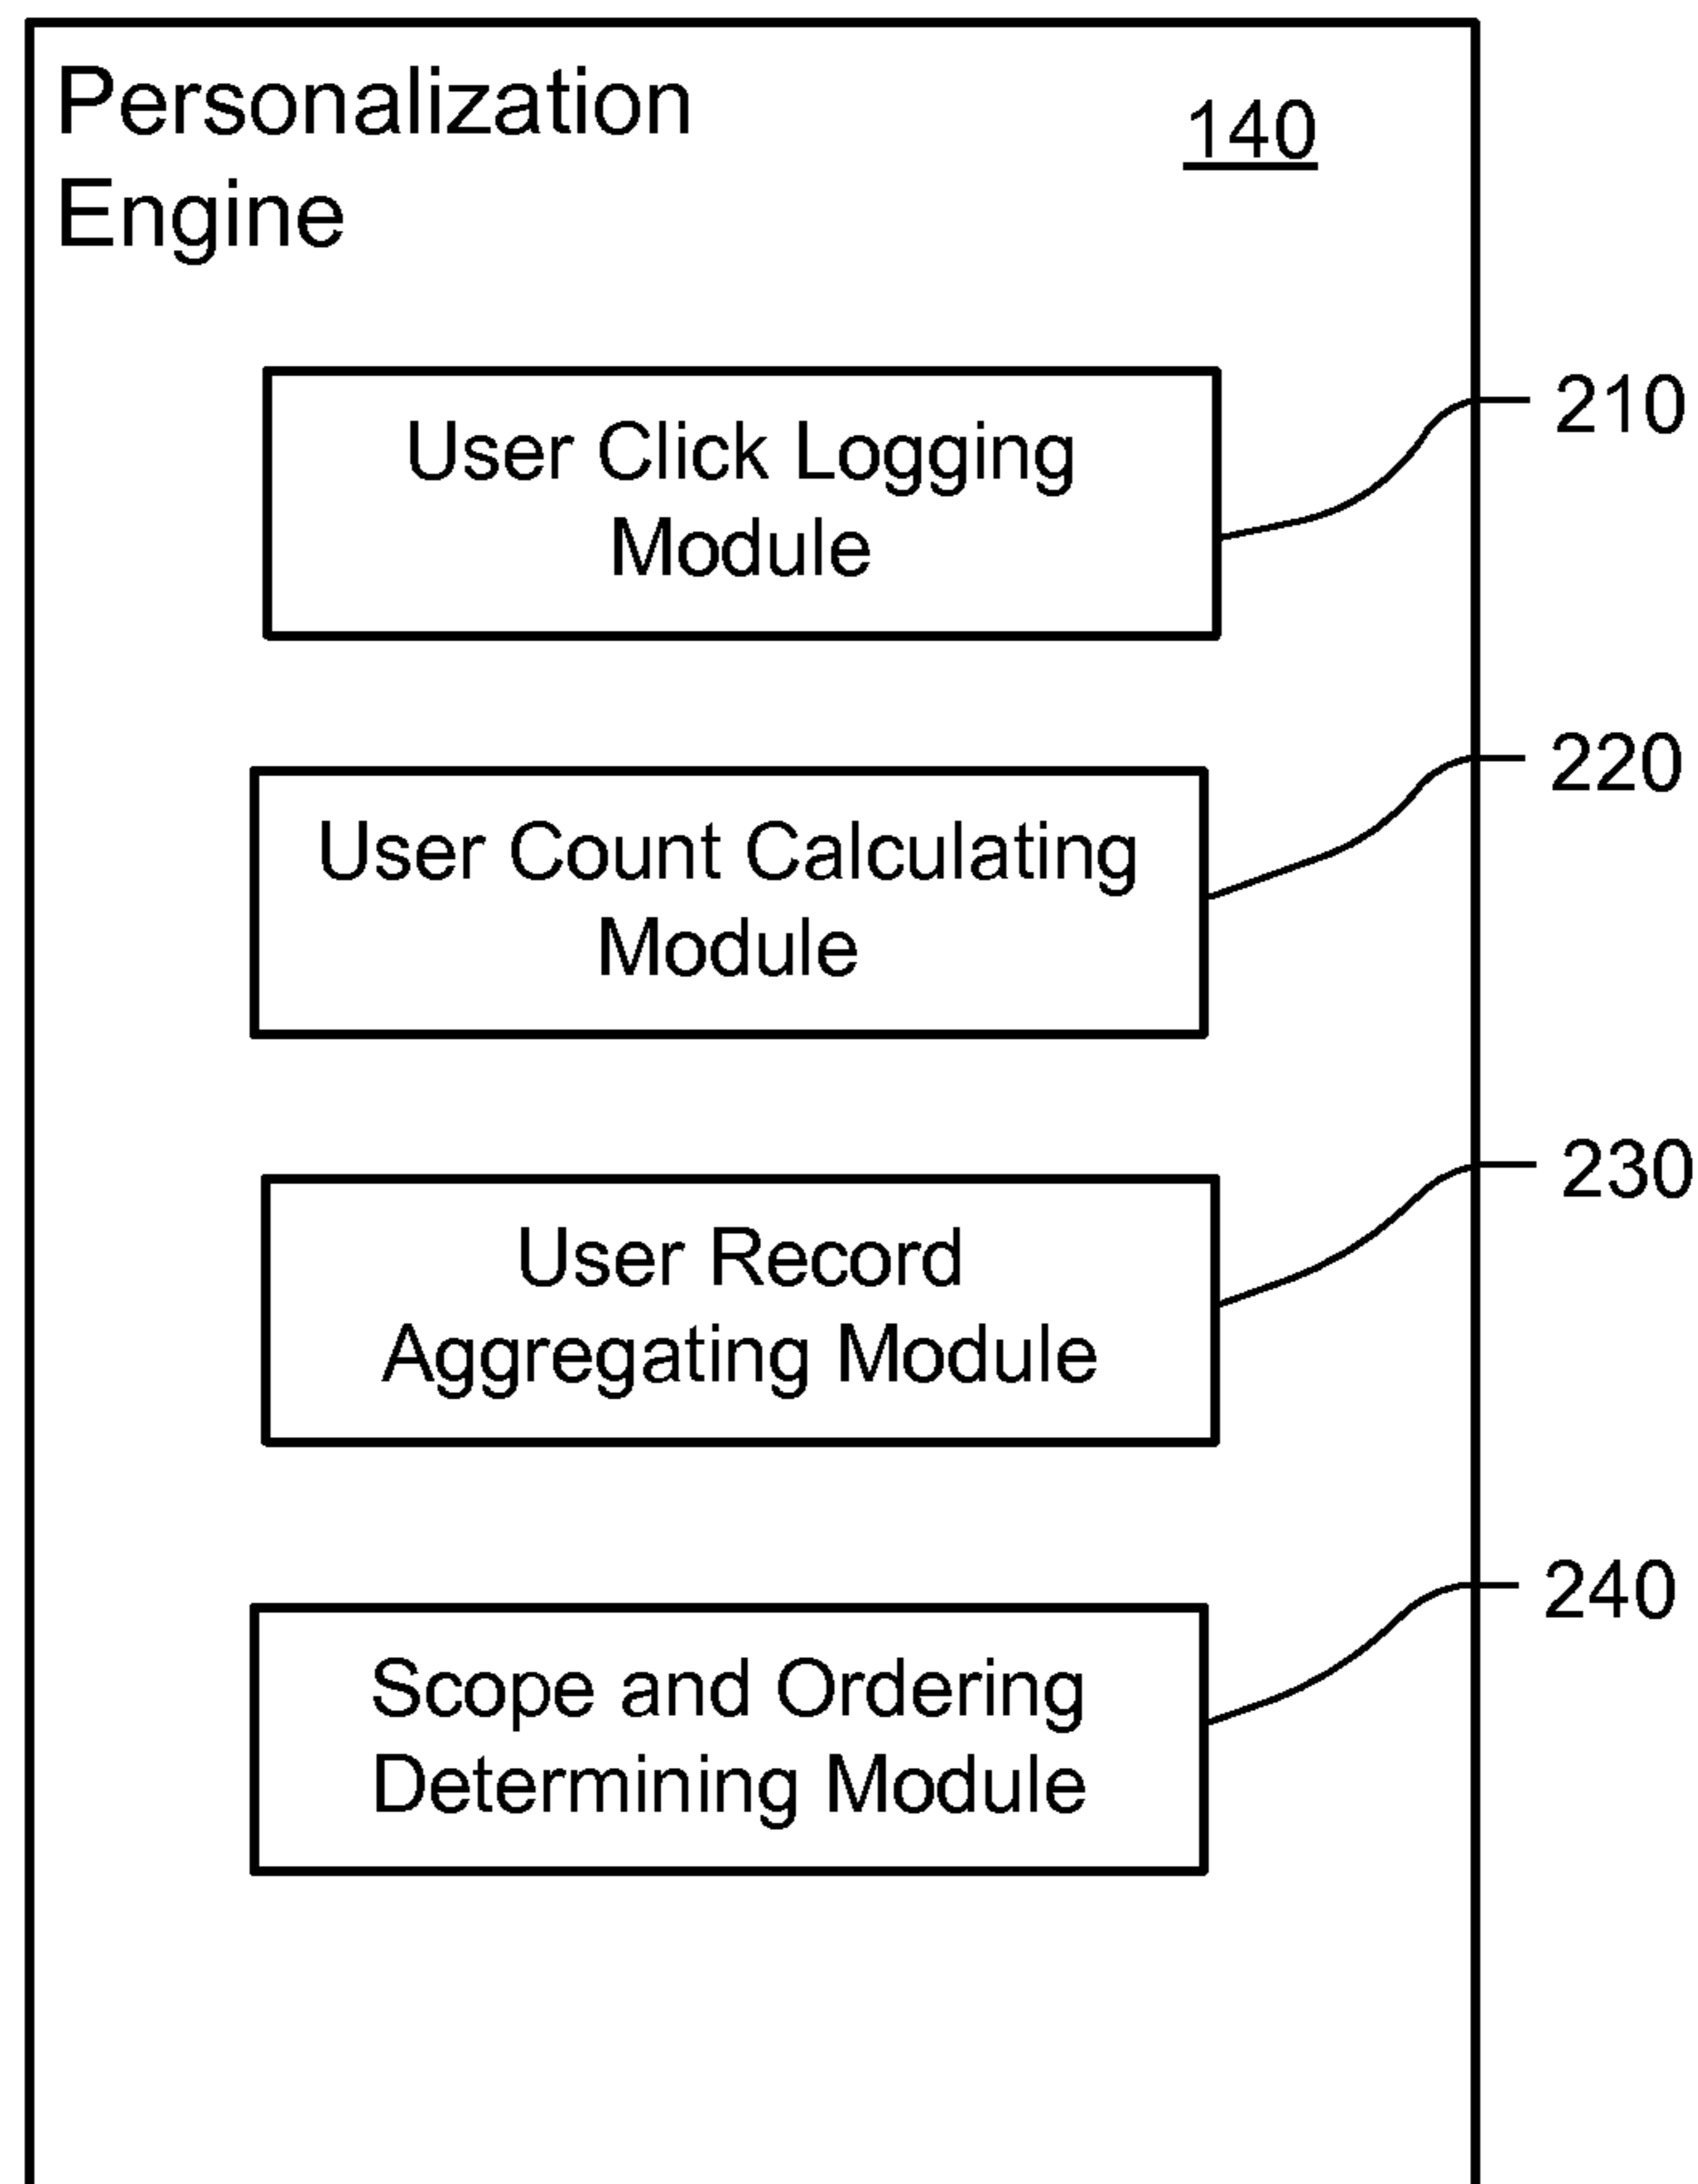 Personalization
Engine
140
User Click Logging
Module
210
User Count Calculating
Module
220
User Record
Aggregating Module
230
Scope and Ordering
Determining Module
240